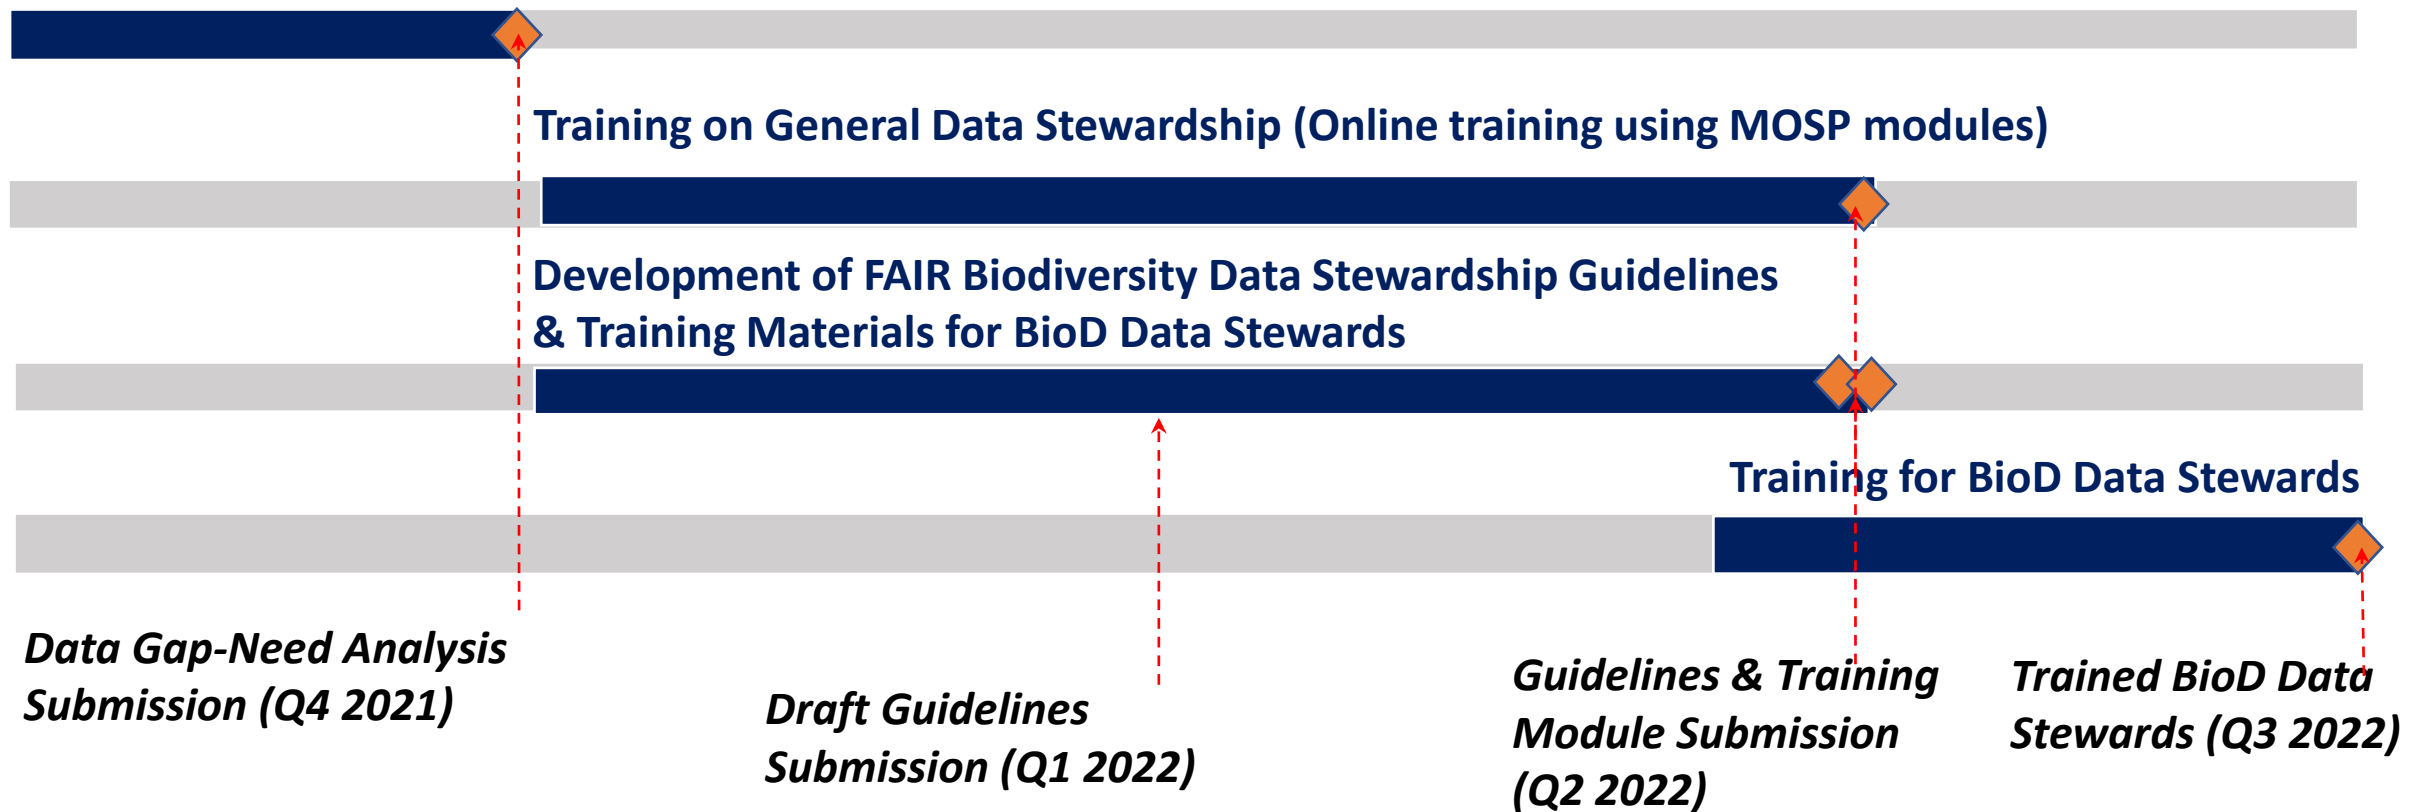 Training on General Data Stewardship (Online training using MOSP modules)
Development of FAIR Biodiversity Data Stewardship Guidelines
& Training Materials for BioD Data Stewards
Training for BioD Data Stewards
Data Gap-Need Analysis
Submission (Q4 2021)
Draft Guidelines
Submission (Q1 2022)
Guidelines & Training
Module Submission
(Q2 2022)
Trained BioD Data
Stewards (Q3 2022)